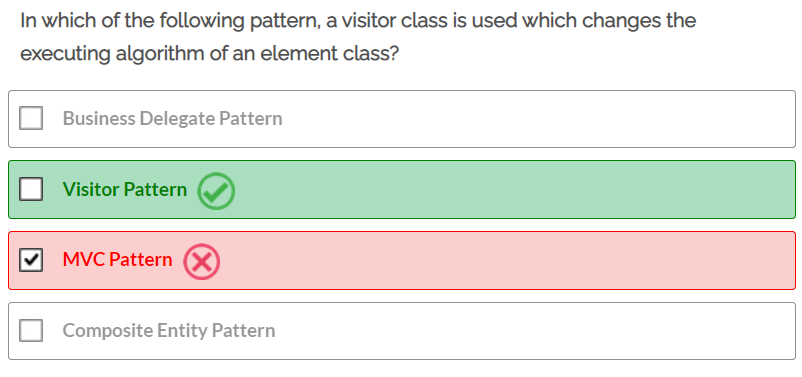 In which of the following pattern, a visitor class is used which changes the
executing algorithm of an element class?
Business Delegate Pattern
Visitor Pattern
MVC Pattern
Composite Entity Pattern